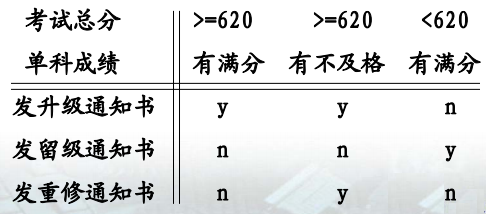 考试总分 >=620 >=620 <620
单科成绩 有满分 有不及格 有满分
发升级通知书 y y n
发留级通知书 n n y
发重修通知书 n y n